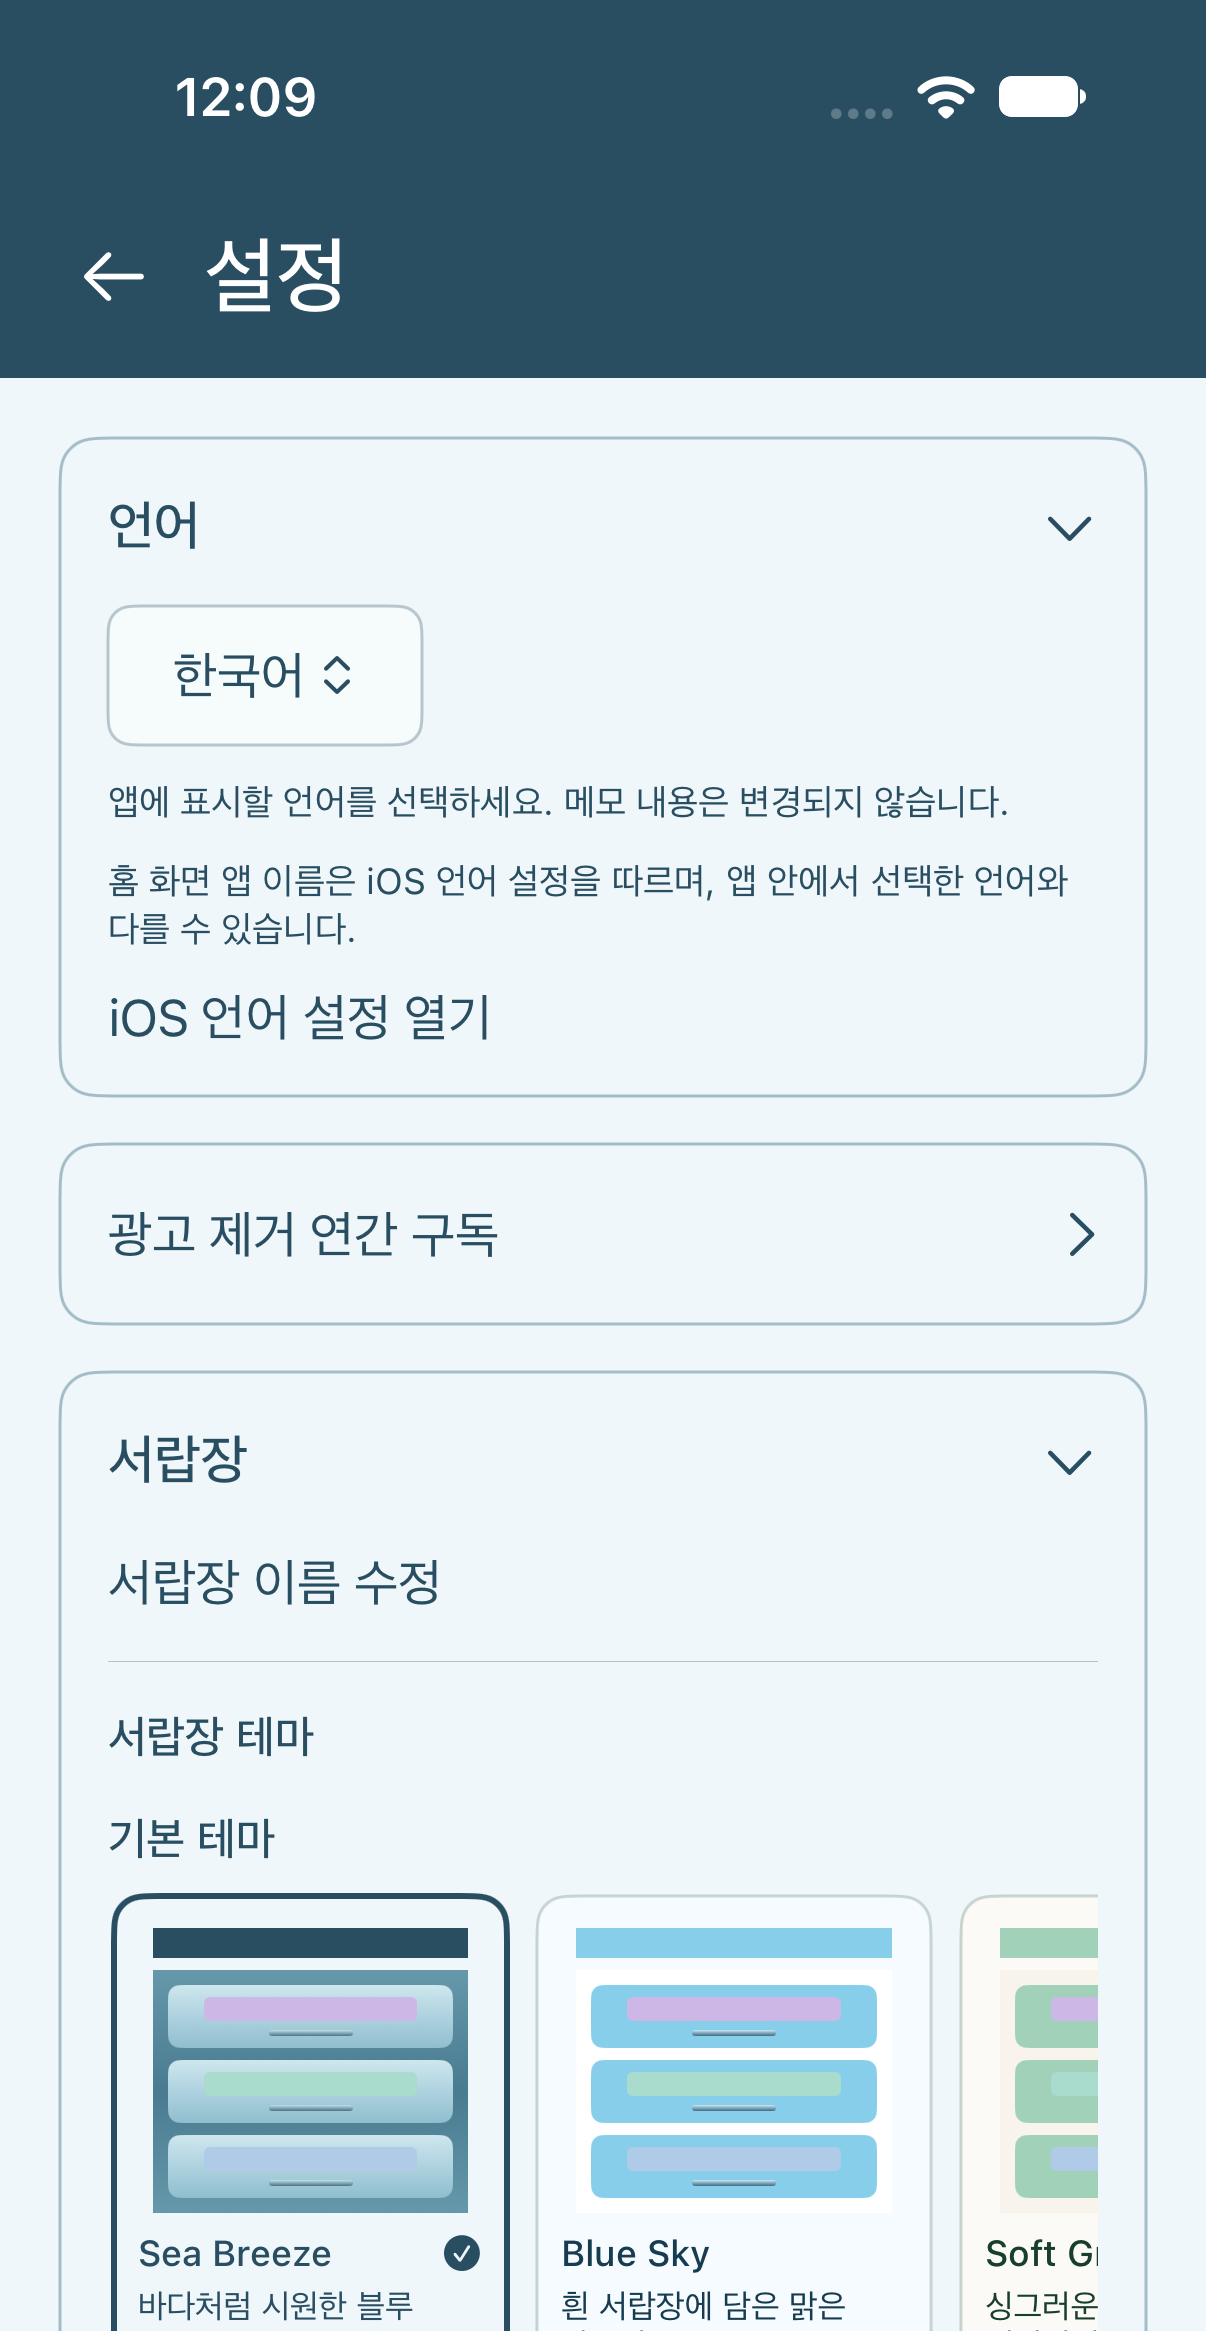 12:09
설정
언어
한국어
앱에 표시할 언어를 선택하세요. 메모 내용은 변경되지 않습니다.
홈 화면 앱 이름은 iOS 언어 설정을 따르며, 앱 안에서 선택한 언어와
다를 수 있습니다.
iOS 언어 설정 열기
광고 제거 연간 구독
서랍장
서랍장 이름 수정
서랍장 테마
기본 테마
Sea Breeze
바다처럼 시원한 블루
Blue Sky
흰 서랍장에 담은 맑은
Soft
싱그러운